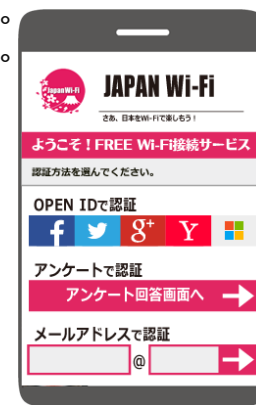 JapanWi-Fi
JAPAN Wi-Fi
さあ、日本をWi-Fiで楽しもう！
ようこそ！FREE Wi-Fi接続サービス
認証方法を選んでください。
OPEN IDで認証
f g+ Y
アンケートで認証
アンケート回答画面へ
メールアドレスで認証
@